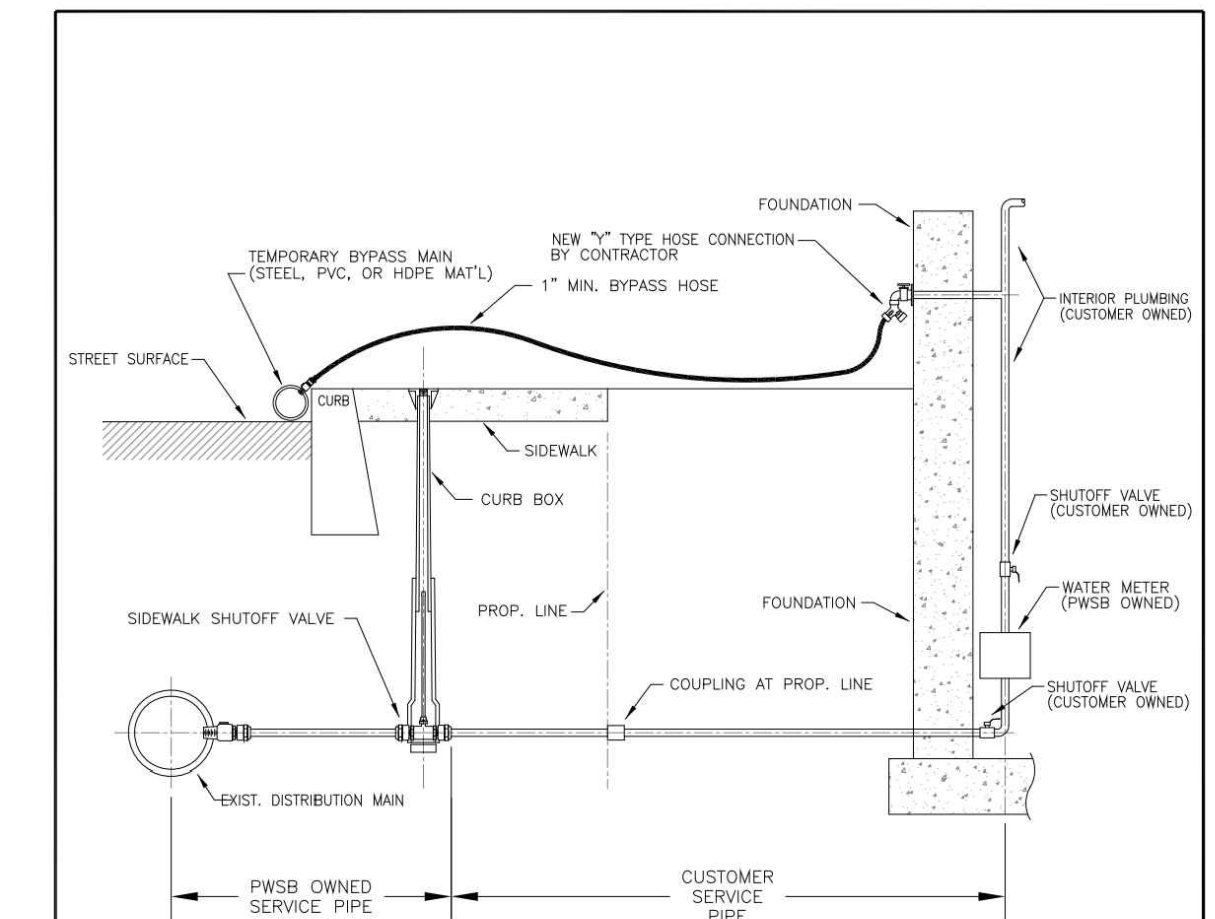 FOUNDATION
NEW "Y" TYPE HOSE CONNECTION
BY CONTRACTOR
TEMPORARY BYPASS MAIN
(STEEL, PVC, OR HDPE MAT'L)
1" MIN. BYPASS HOSE
INTERIOR PLUMBING
(CUSTOMER OWNED)
STREET SURFACE
CURB
SIDEWALK
CURB BOX
SHUTOFF VALVE
(CUSTOMER OWNED)
WATER METER
(PWSB OWNED)
FOUNDATION
PROP. LINE
SIDEWALK SHUTOFF VALVE
COUPLING AT PROP. LINE
SHUTOFF VALVE
(CUSTOMER OWNED)
EXIST. DISTRIBUTION MAIN
PWSB OWNED
SERVICE PIPE
CUSTOMER
SERVICE
PIPE